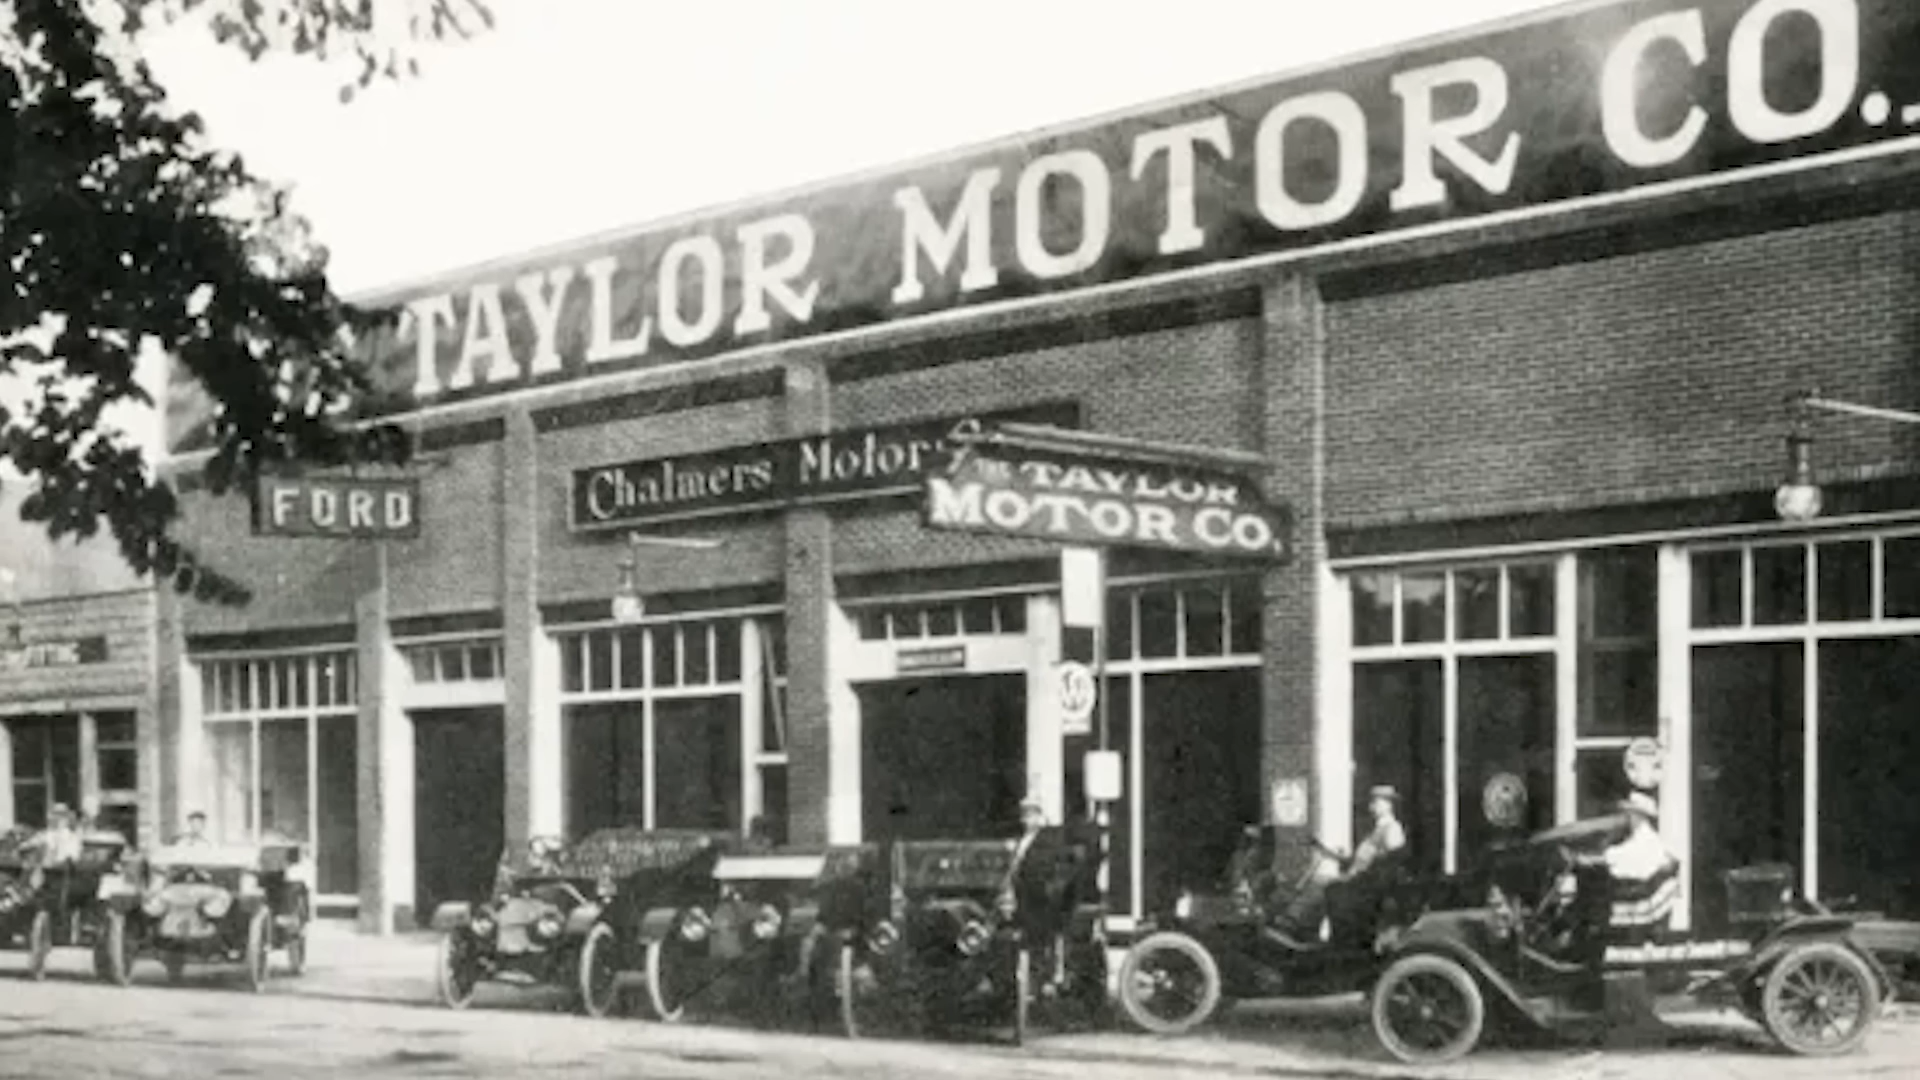 TAYLOR MOTOR CO.
FORD
Chalmers Motor
THE TAYLOR
MOTOR CO.